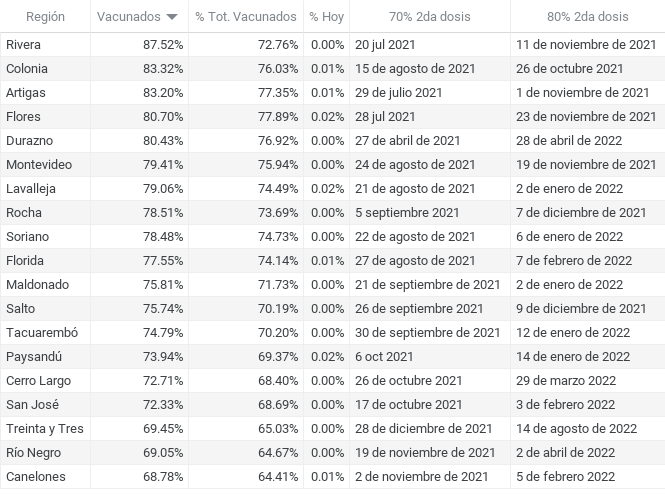 Región Vacunados % Tot. Vacunados % Hoy 70% 2da dosis 80% 2da dosis
Rivera 87.52% 72.76% 0.00% 20 jul 2021 11 de noviembre de 2021
Colonia 83.32% 76.03% 0.01% 15 de agosto de 2021 26 de octubre 2021
Artigas 83.20% 77.35% 0.01% 29 de julio 2021 1 de noviembre de 2021
Flores 80.70% 77.89% 0.02% 28 jul 2021 23 de noviembre de 2021
Durazno 80.43% 76.92% 0.00% 27 de abril de 2021 28 de abril de 2022
Montevideo 79.41% 75.94% 0.00% 24 de agosto de 2021 19 de noviembre de 2021
Lavalleja 79.06% 74.49% 0.02% 21 de agosto de 2021 2 de enero de 2022
Rocha 78.51% 73.69% 0.00% 5 septiembre 2021 7 de diciembre de 2021
Soriano 78.48% 74.73% 0.00% 22 de agosto de 2021 6 de enero de 2022
Florida 77.55% 74.14% 0.01% 27 de agosto de 2021 7 de febrero de 2022
Maldonado 75.81% 71.73% 0.00% 21 de septiembre de 2021 2 de enero de 2022
Salto 75.74% 70.19% 0.00% 26 de septiembre 2021 9 de diciembre de 2021
Tacuarembó 74.79% 70.20% 0.00% 30 de septiembre de 2021 12 de enero de 2022
Paysandú 73.94% 69.37% 0.02% 6 oct 2021 14 de enero de 2022
Cerro Largo 72.71% 68.40% 0.00% 26 de octubre 2021 29 de marzo 2022
San José 72.33% 68.69% 0.00% 17 de octubre 2021 3 de febrero de 2022
Treinta y Tres 69.45% 65.03% 0.00% 28 de diciembre de 2021 14 de agosto de 2022
Río Negro 69.05% 64.67% 0.00% 19 de noviembre de 2021 2 de abril de 2022
Canelones 68.78% 64.41% 0.01% 2 de noviembre de 2021 5 de febrero de 2022